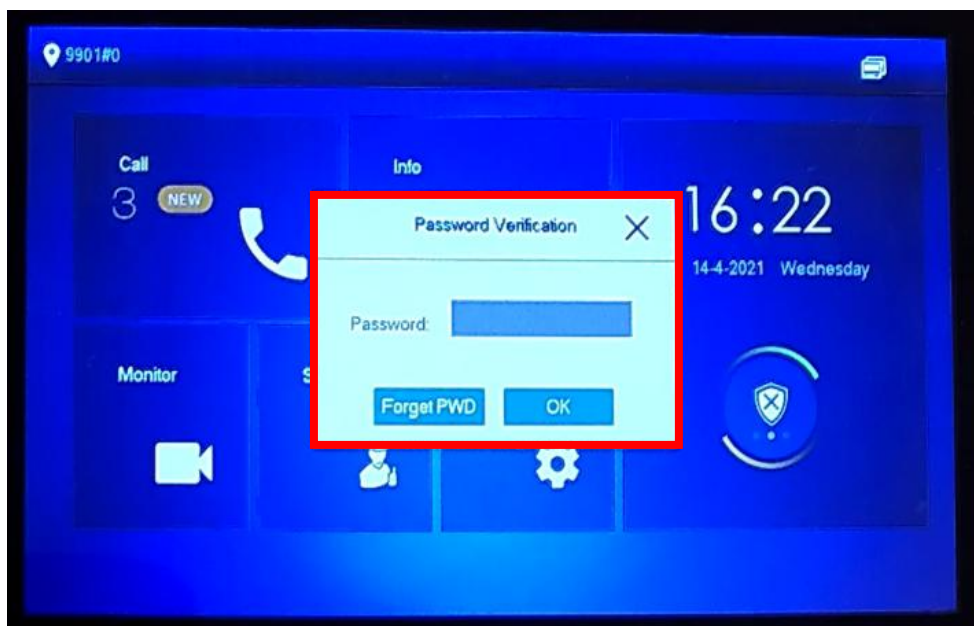 9901#0
Call
3 NEW
Info
16:22
14-4-2021 Wednesday
Password Verification
Password:
Forget PWD OK
Monitor
S